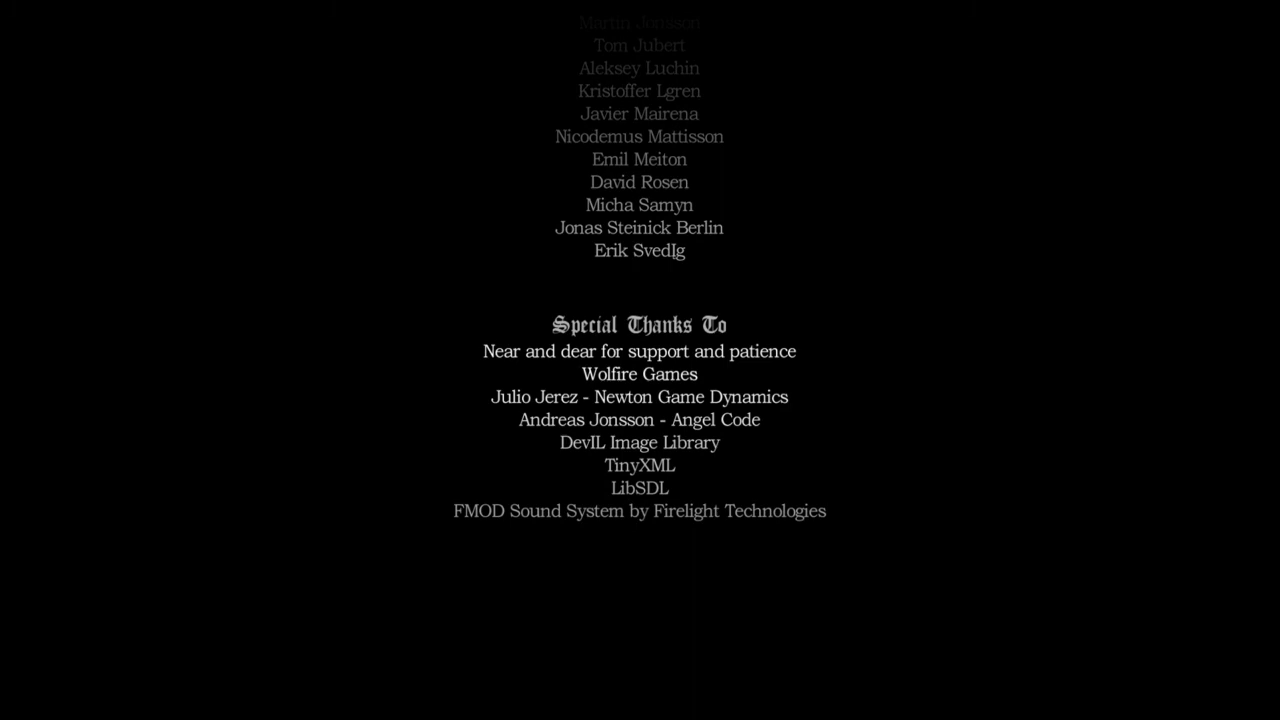 Martin Jonsson
Tom Jubert
Aleksey Luchin
Kristoffer Lgren
Javier Mairena
Nicodemus Mattisson
Emil Meiton
David Rosen
Micha Samyn
Jonas Steinick Berlin
Erik Svedlg
Special Thanks To
Near and dear for support and patience
Wolfire Games
Julio Jerez - Newton Game Dynamics
Andreas Jonsson - Angel Code
DevIL Image Library
TinyXML
LibSDL
FMOD Sound System by Firelight Technologies